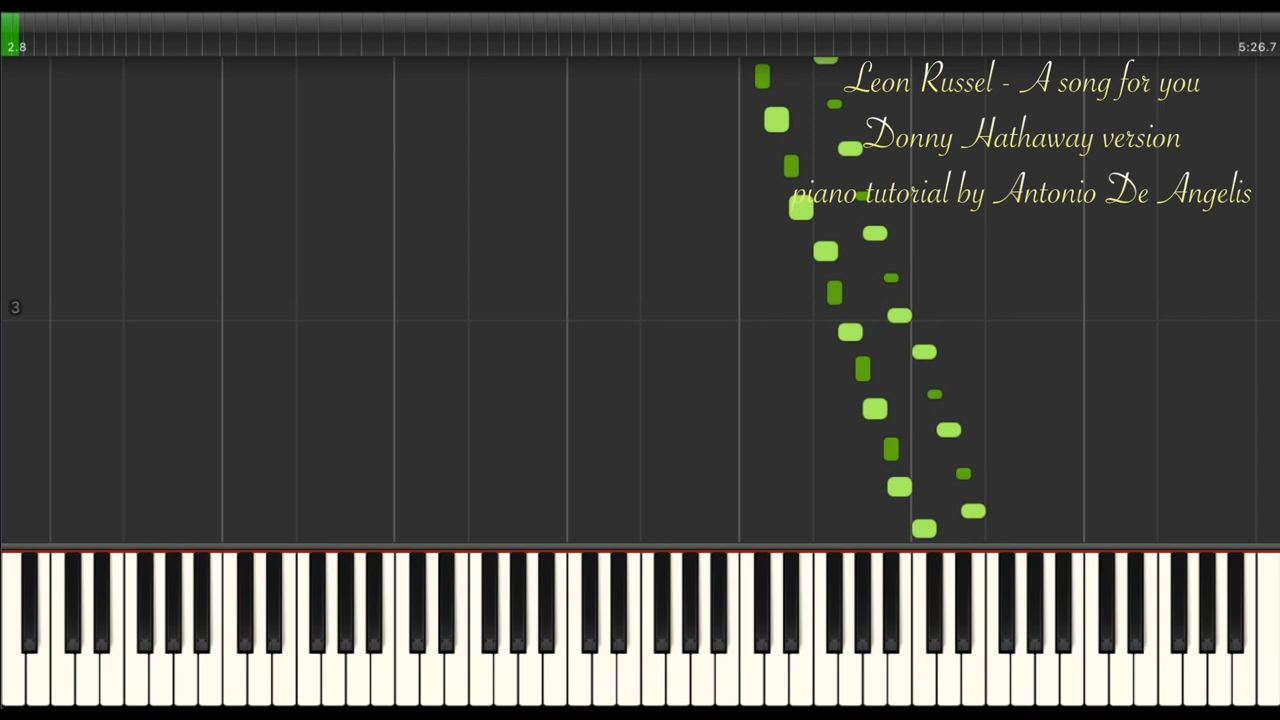 2.8
5:26.7
Leon Russel - A song for you
Donny Hathaway version
piano tutorial by Antonio De Angelis
3